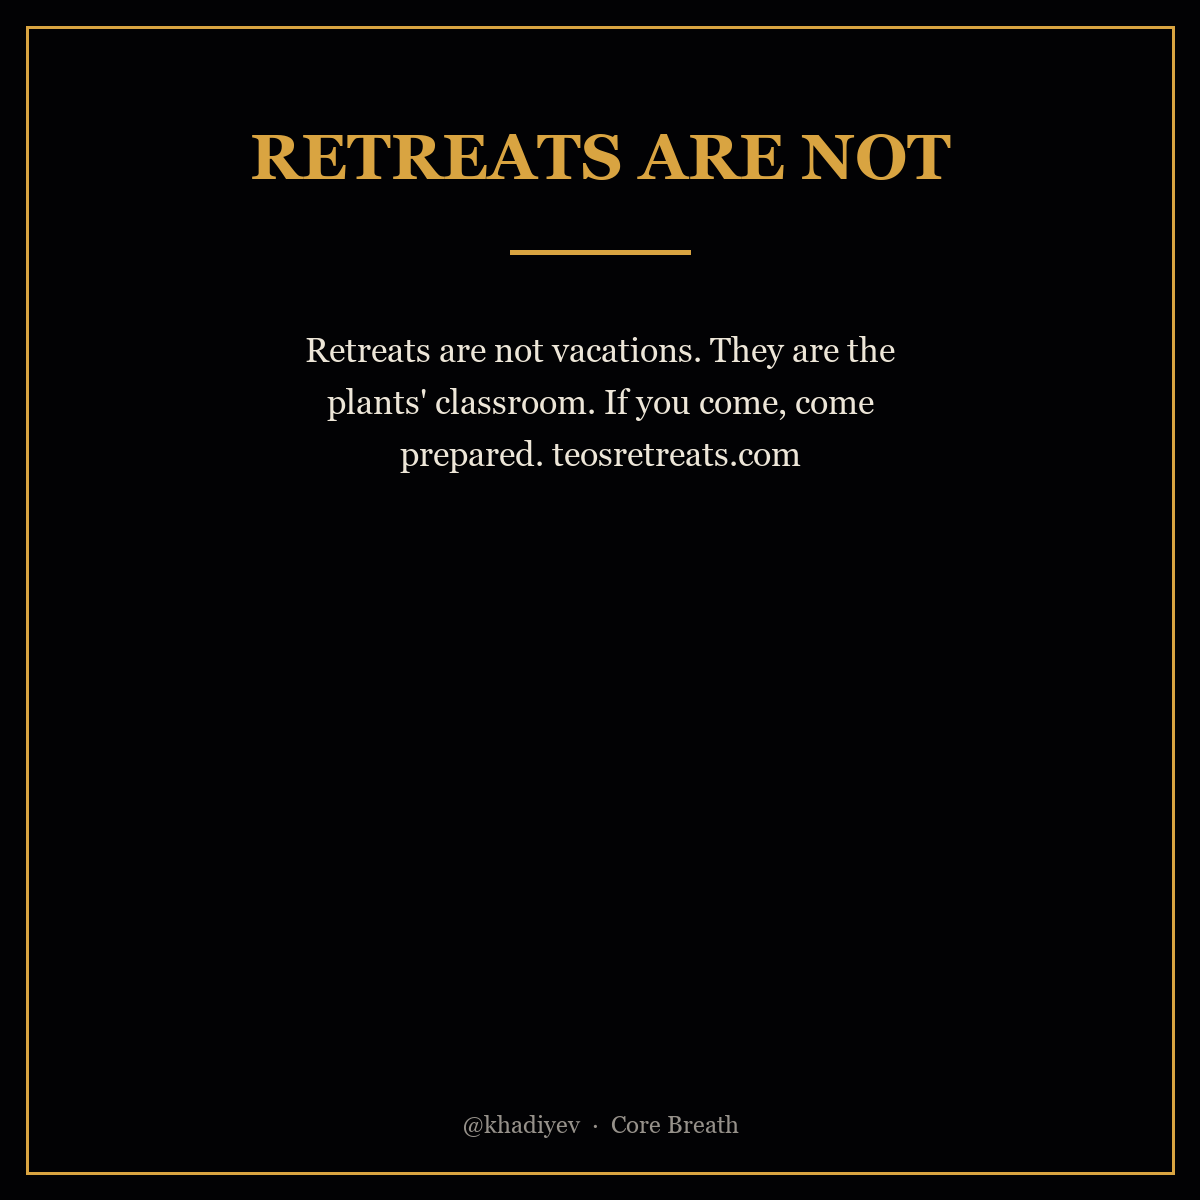 RETREATS ARE NOT
Retreats are not vacations. They are the
plants' classroom. If you come, come
prepared. teosretreats.com
@khadiyev · Core Breath